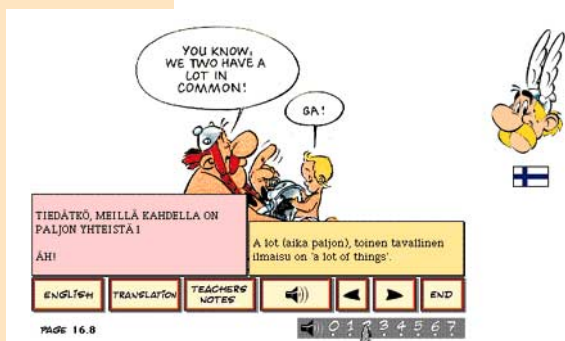 YOU KNOW,
WE TWO HAVE A
LOT IN
COMMON!
GA!
TIEDÄTKÖ, MEILLÄ KAHDELLA ON
PALJON YHTEISTÄ1
ÄH!
A lot (aika paljon), toinen tavallinen
ilmaisu on 'a lot of things'.
ENGLISH
TRANSLATION
TEACHERS
NOTES
END
PAGE 16.8
0 1 2 3 4 5 6 7